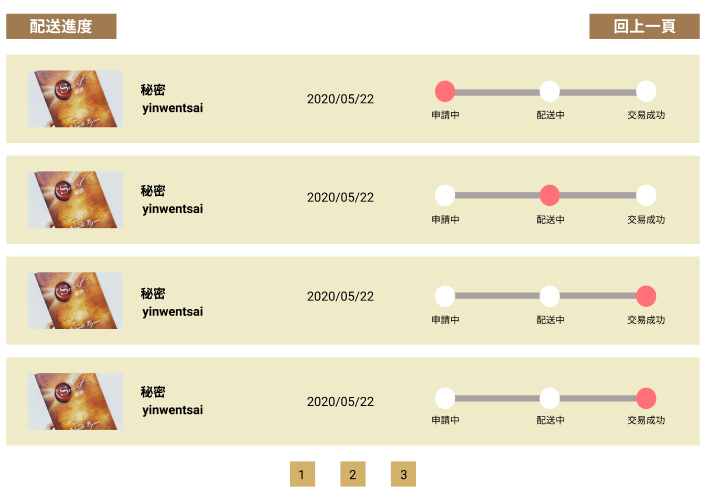 配送進度
回上一頁
秘密
yinwentsai
2020/05/22
申請中
配送中
交易成功
秘密
yinwentsai
2020/05/22
申請中
配送中
交易成功
秘密
yinwentsai
2020/05/22
申請中
配送中
交易成功
秘密
yinwentsai
2020/05/22
申請中
配送中
交易成功
1
2
3